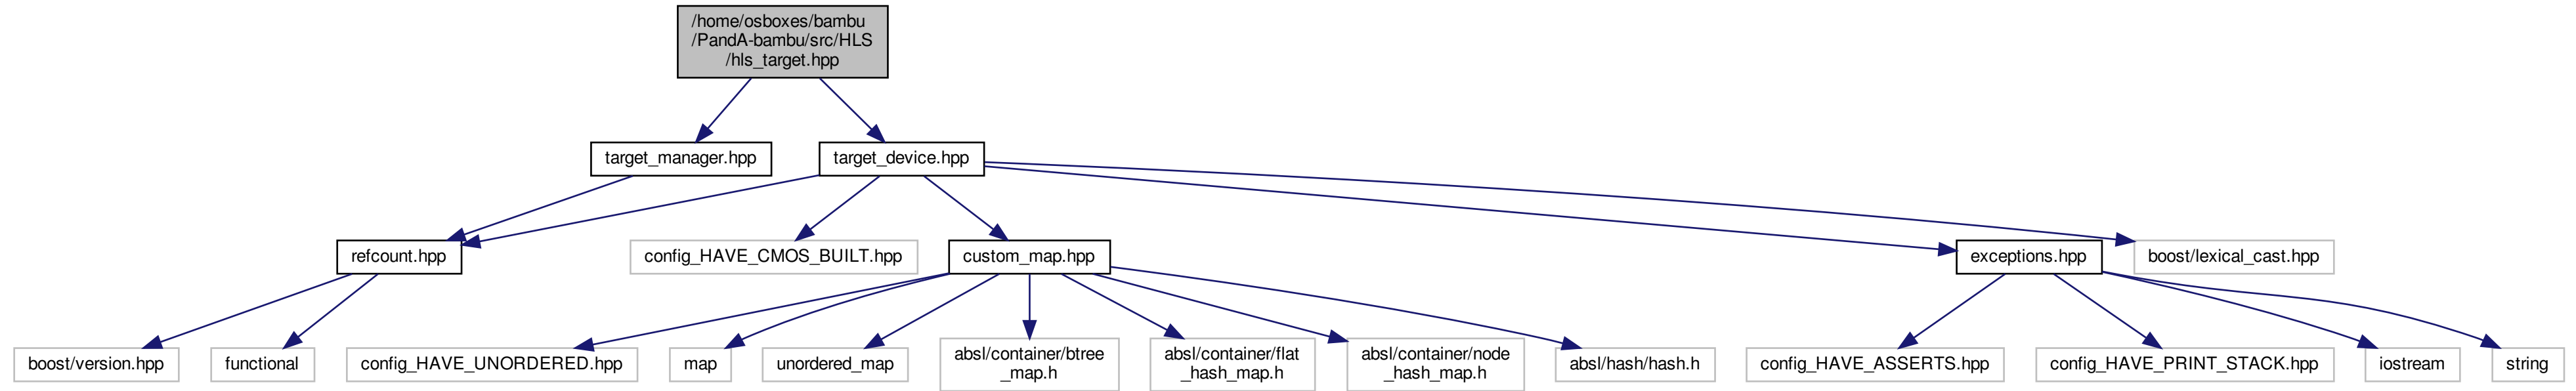 /home/osboxes/bambu
/PandA-bambu/src/HLS
/hls_target.hpp
target_manager.hpp
target_device.hpp
refcount.hpp
config_HAVE_CMOS_BUILT.hpp
custom_map.hpp
exceptions.hpp
boost/lexical_cast.hpp
boost/version.hpp
functional
config_HAVE_UNORDERED.hpp
map
unordered_map
absl/container/btree
_map.h
absl/container/flat
_hash_map.h
absl/container/node
_hash_map.h
absl/hash/hash.h
config_HAVE_ASSERTS.hpp
config_HAVE_PRINT_STACK.hpp
iostream
string